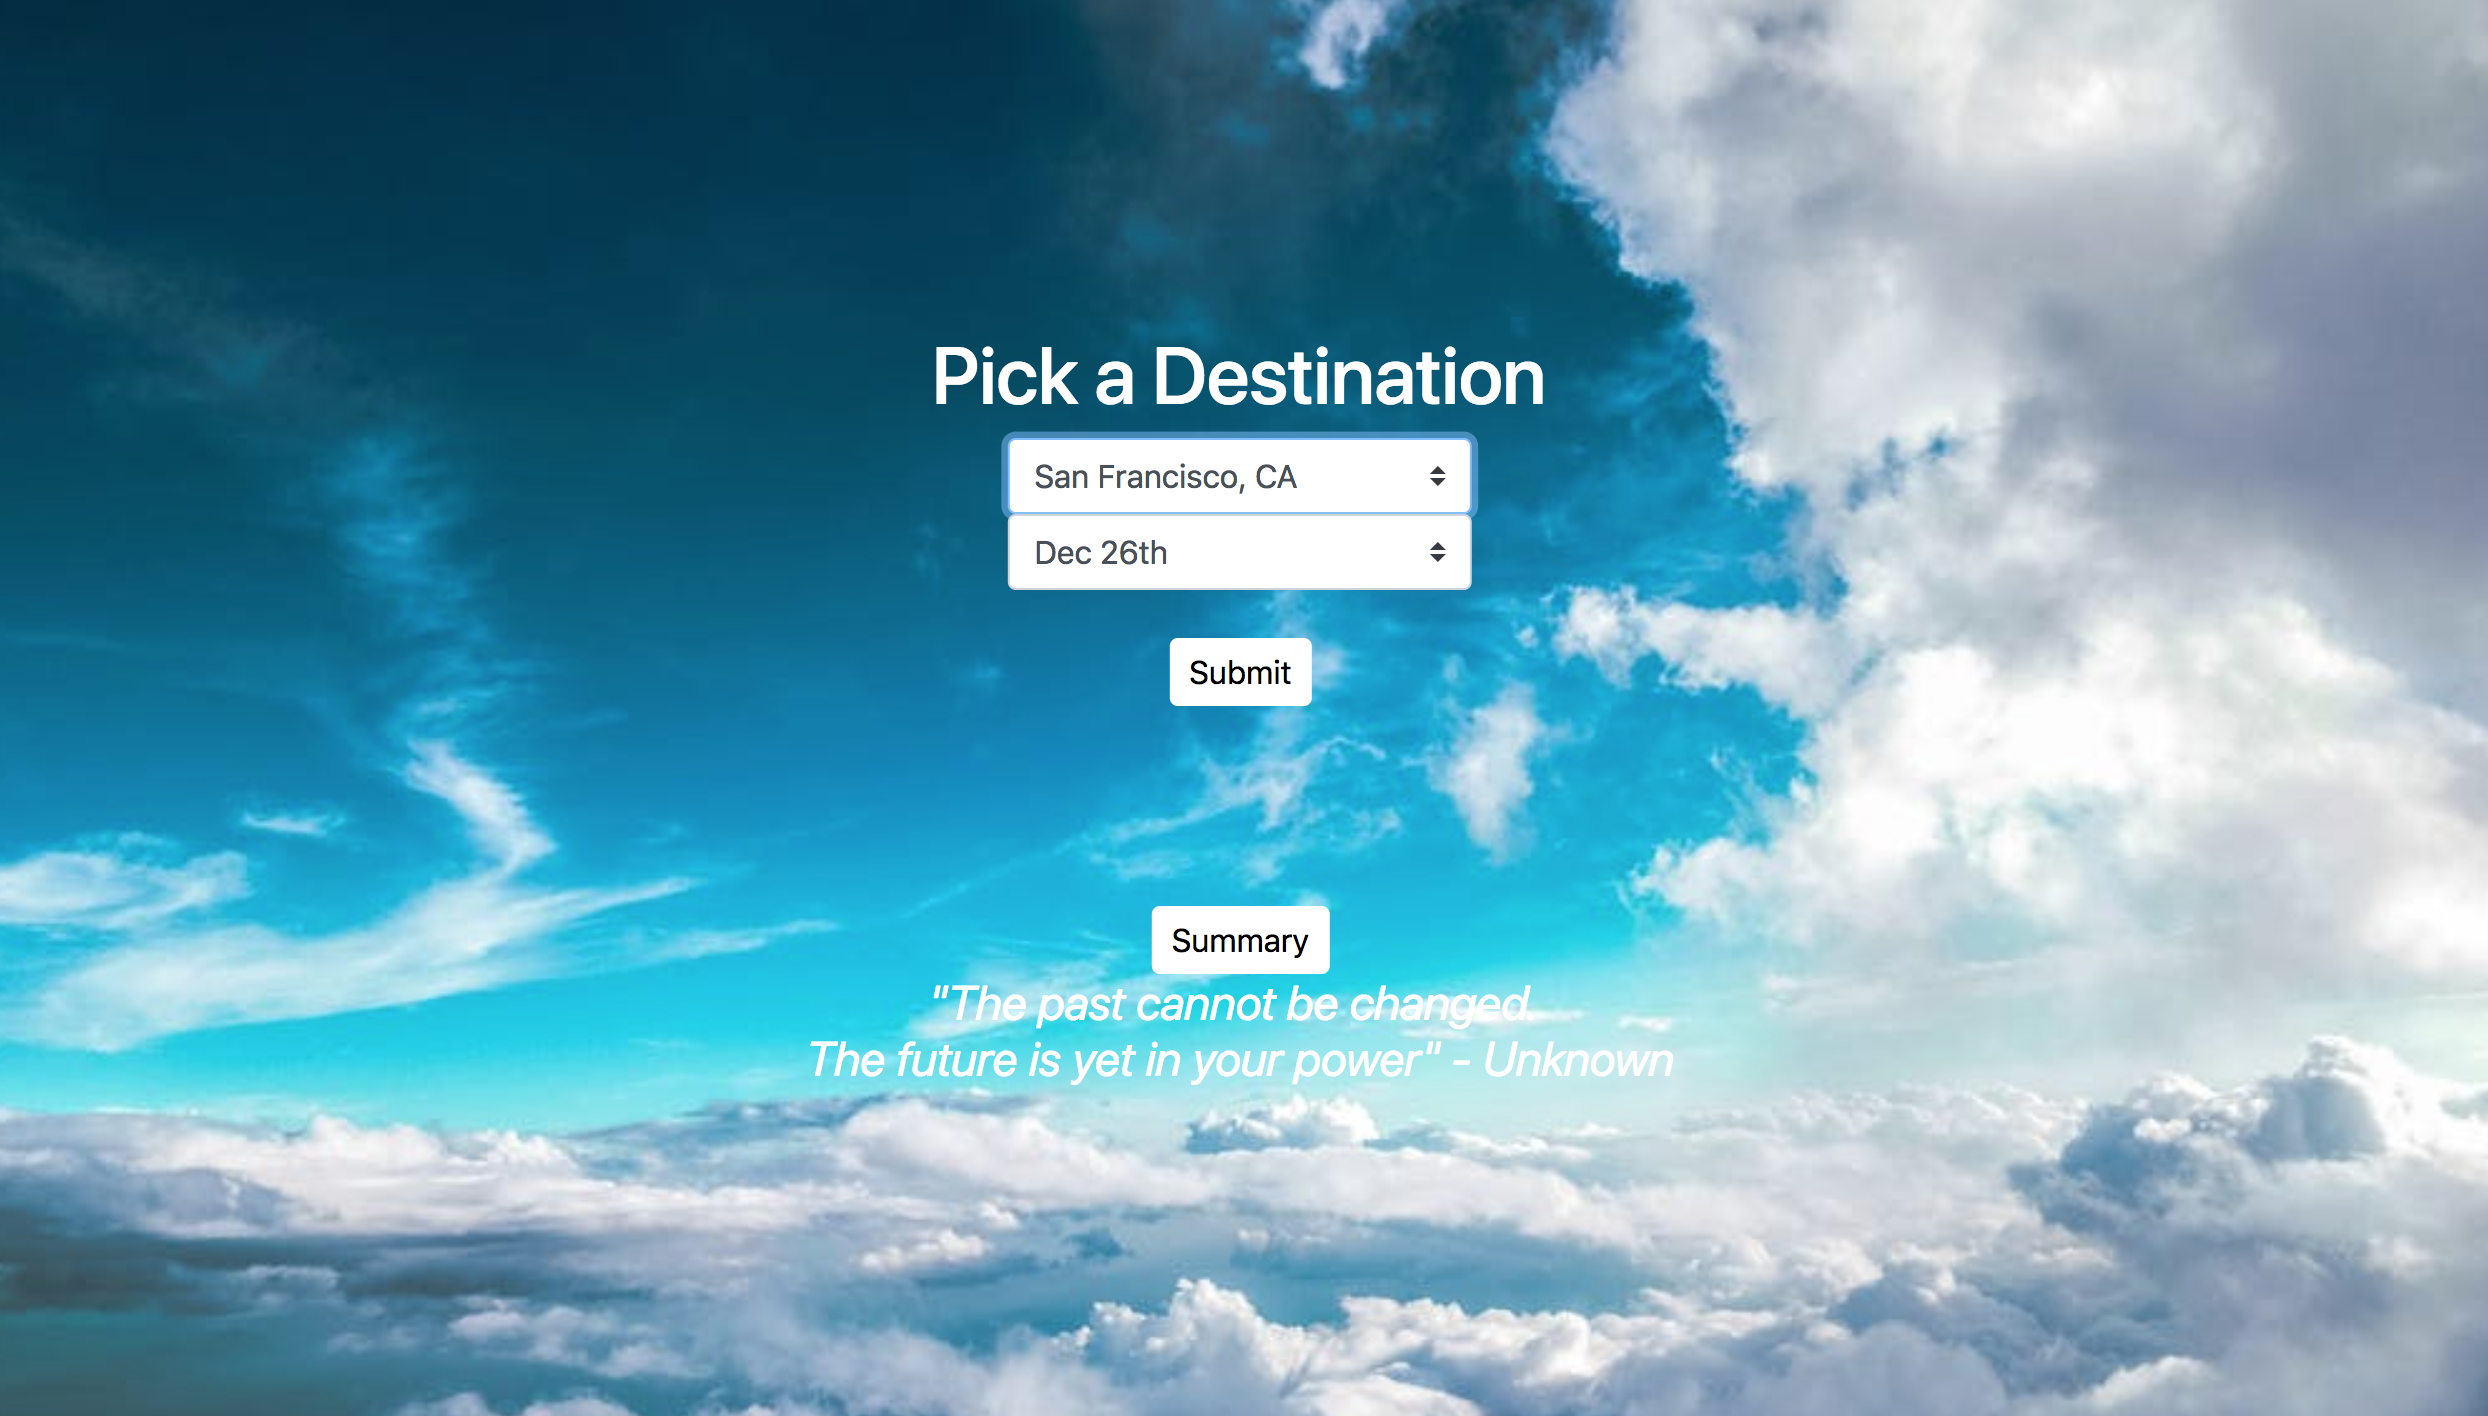 Pick a Destination
San Francisco, CA
Dec 26th
Submit
Summary
"The past cannot be changed.
The future is yet in your power" - Unknown